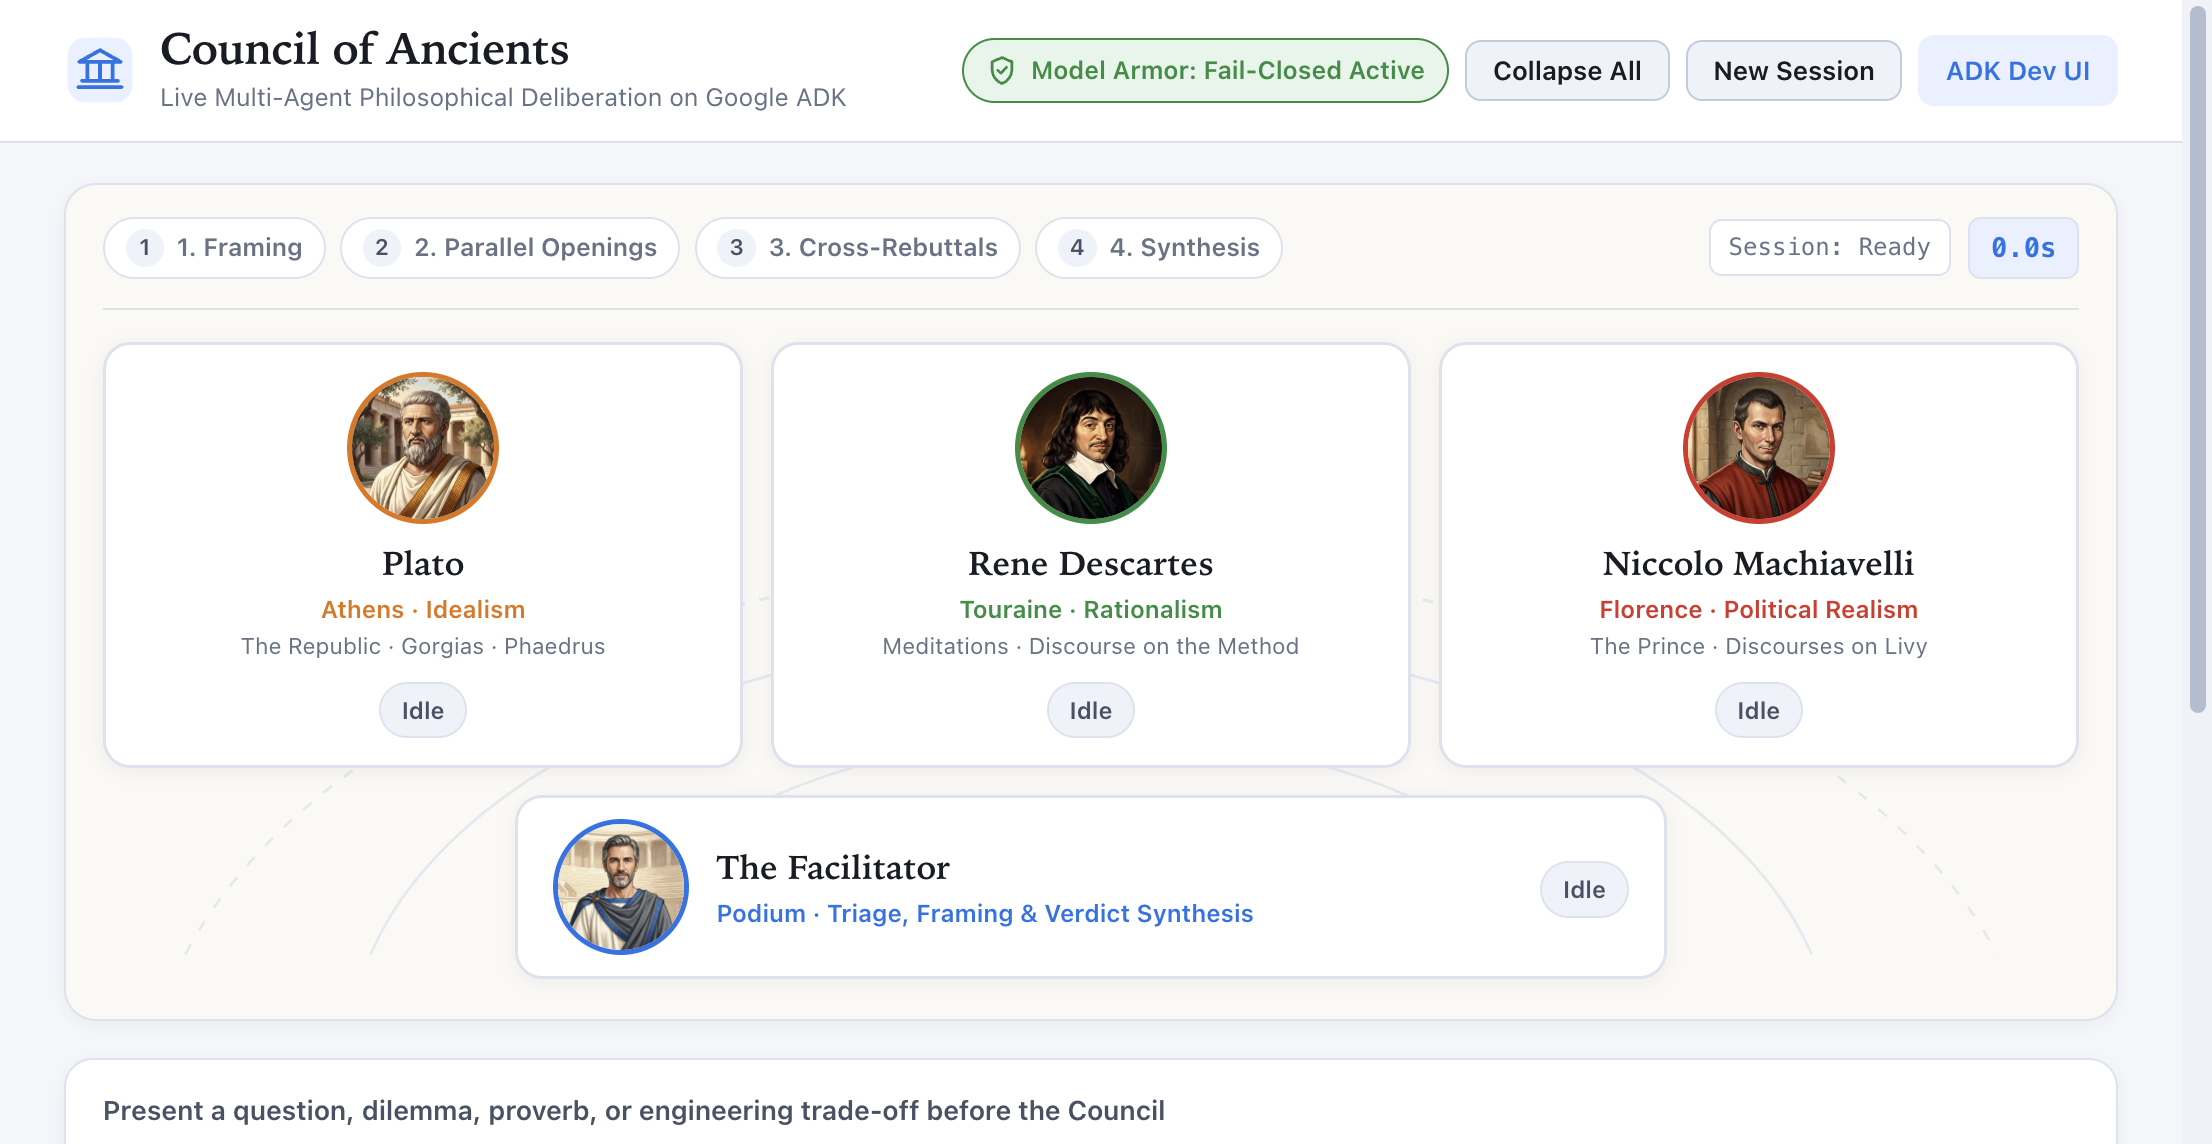 Council of Ancients
Live Multi-Agent Philosophical Deliberation on Google ADK
Model Armor: Fail-Closed Active
Collapse All
New Session
ADK Dev UI
1 1. Framing
2 2. Parallel Openings
3 3. Cross-Rebuttals
4 4. Synthesis
Session: Ready
0.0s
Plato
Athens · Idealism
The Republic · Gorgias · Phaedrus
Idle
Rene Descartes
Touraine · Rationalism
Meditations · Discourse on the Method
Idle
Niccolo Machiavelli
Florence · Political Realism
The Prince · Discourses on Livy
Idle
The Facilitator
Podium · Triage, Framing & Verdict Synthesis
Idle
Present a question, dilemma, proverb, or engineering trade-off before the Council